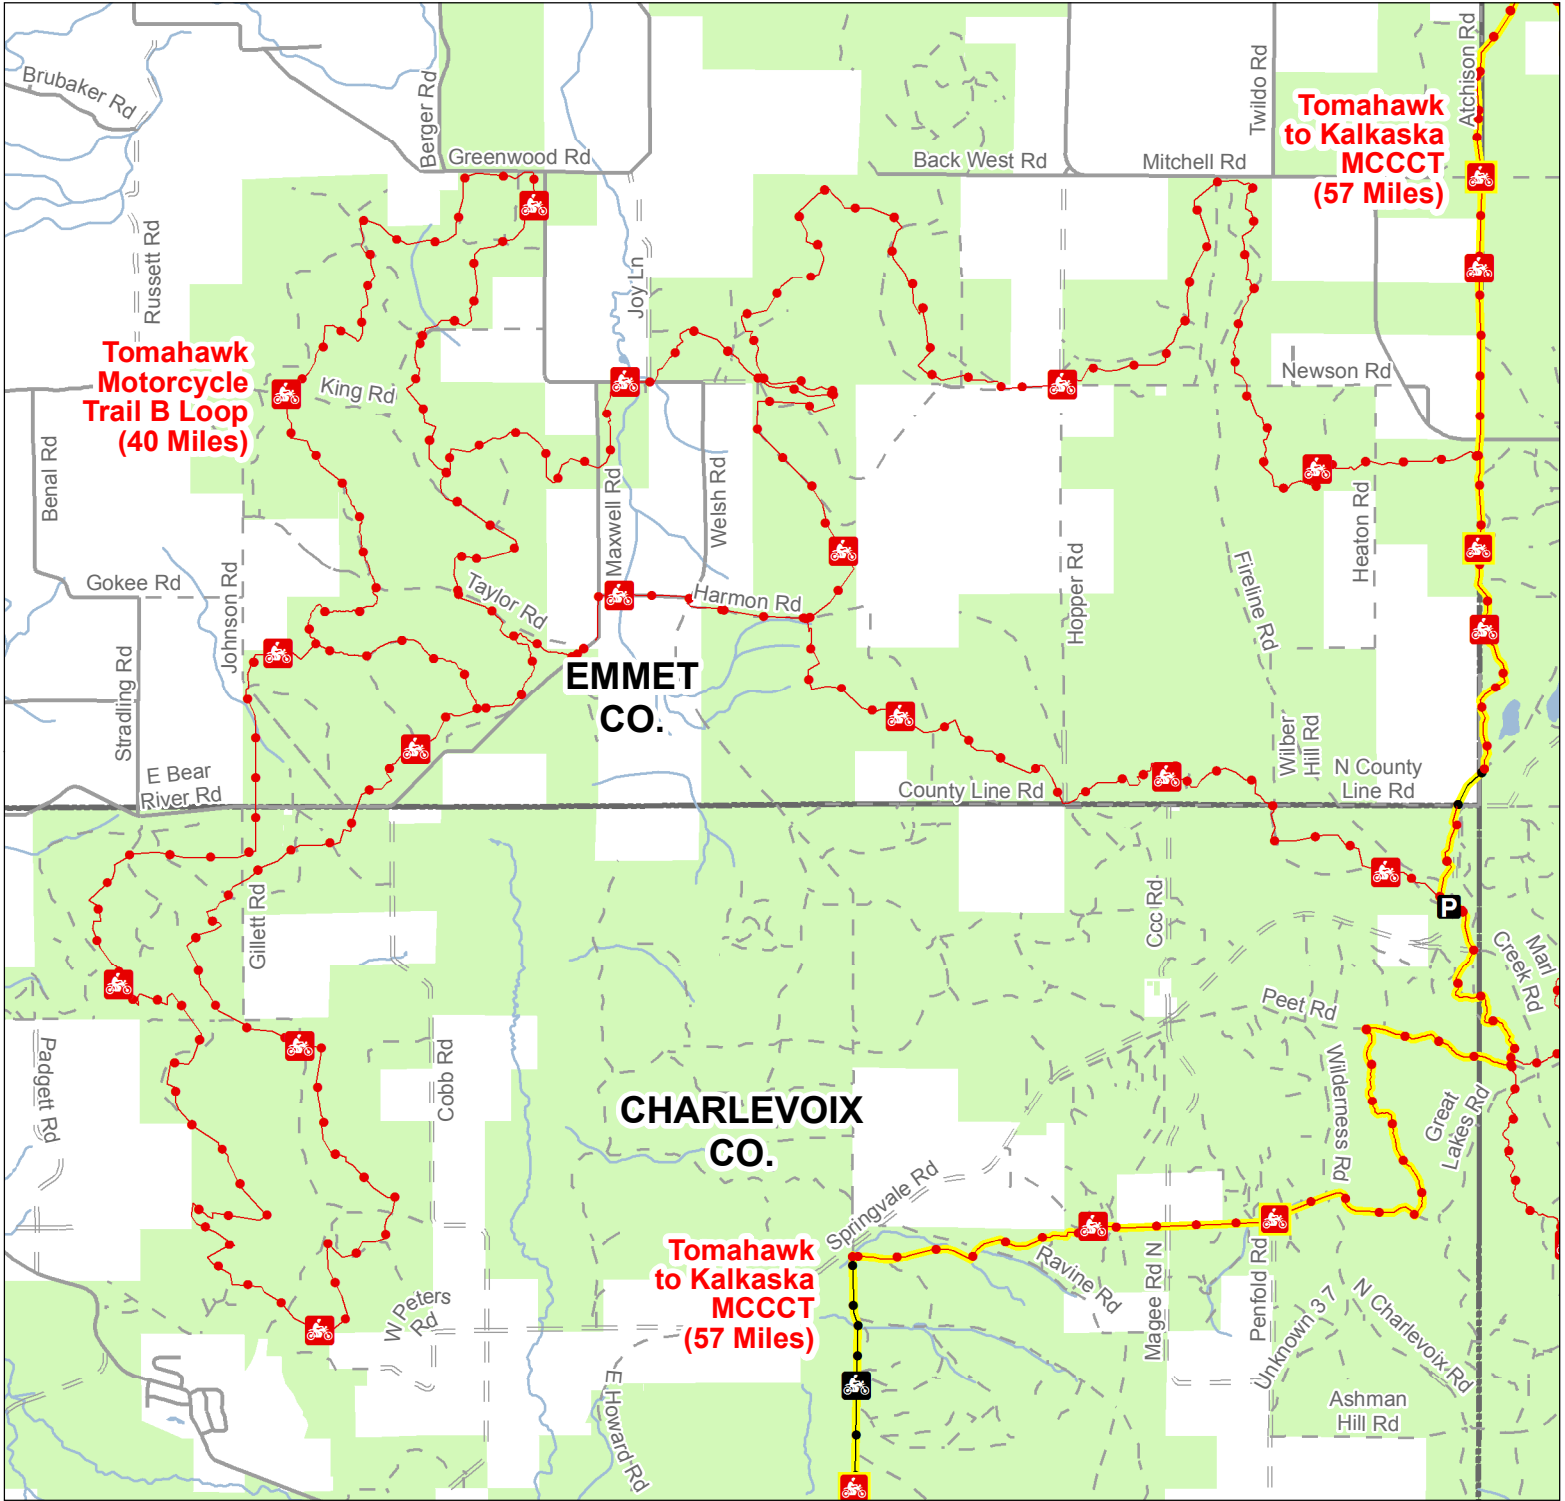 Brubaker Rd
Berger Rd
Greenwood Rd
Russett Rd
Joy Ln
Back West Rd
Mitchell Rd
Twildo Rd
Atchison Rd
Tomahawk
to Kalkaska
MCCCT
(57 Miles)
Tomahawk
Motorcycle
Trail B Loop
(40 Miles)
King Rd
Newson Rd
Benal Rd
Maxwell Rd
Welsh Rd
Hopper Rd
Fireline Rd
Heaton Rd
Gokee Rd
Johnson Rd
Taylor Rd
Harmon Rd
Stradling Rd
EMMET
CO.
Wilber
Hill Rd
E Bear
River Rd
County Line Rd
N County
Line Rd
Gillett Rd
Ccc Rd
P
Marl
Creek Rd
Peet Rd
Padgett Rd
Cobb Rd
Wilderness Rd
Great
Lakes Rd
CHARLEVOIX
CO.
Springvale Rd
Tomahawk
to Kalkaska
MCCCT
(57 Miles)
Ravine Rd
Magee Rd N
Penfold Rd
Unknown 3 7
N Charlevoix Rd
W Peters
Rd
E Howard Rd
Ashman
Hill Rd